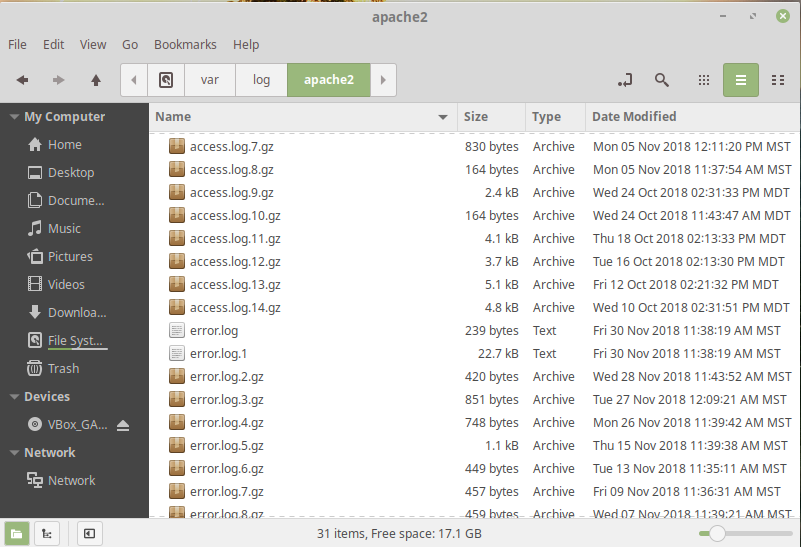 apache2
File Edit View Go Bookmarks Help
var log apache2
My Computer
Home
Desktop
Docume...
Music
Pictures
Videos
Downloa...
File Syst...
Trash
Devices
VBox_GA...
Network
Network
Name Size Type Date Modified
access.log.7.gz 830 bytes Archive Mon 05 Nov 2018 12:11:20 PM MST
access.log.8.gz 164 bytes Archive Mon 05 Nov 2018 11:37:54 AM MST
access.log.9.gz 2.4 kB Archive Wed 24 Oct 2018 02:31:33 PM MDT
access.log.10.gz 164 bytes Archive Wed 24 Oct 2018 11:43:47 AM MDT
access.log.11.gz 4.1 kB Archive Thu 18 Oct 2018 02:13:33 PM MDT
access.log.12.gz 3.7 kB Archive Tue 16 Oct 2018 02:13:30 PM MDT
access.log.13.gz 5.1 kB Archive Fri 12 Oct 2018 02:21:32 PM MDT
access.log.14.gz 4.8 kB Archive Wed 10 Oct 2018 02:31:51 PM MDT
error.log 239 bytes Text Fri 30 Nov 2018 11:38:19 AM MST
error.log.1 22.7 kB Text Fri 30 Nov 2018 11:38:19 AM MST
error.log.2.gz 420 bytes Archive Wed 28 Nov 2018 11:43:52 AM MST
error.log.3.gz 851 bytes Archive Tue 27 Nov 2018 12:09:21 AM MST
error.log.4.gz 748 bytes Archive Mon 26 Nov 2018 11:39:42 AM MST
error.log.5.gz 1.1 kB Archive Thu 15 Nov 2018 11:39:38 AM MST
error.log.6.gz 449 bytes Archive Tue 13 Nov 2018 11:35:11 AM MST
error.log.7.gz 457 bytes Archive Fri 09 Nov 2018 11:36:31 AM MST
error.log.8.gz 459 bytes Archive Wed 07 Nov 2018 11:39:21 AM MST
31 items, Free space: 17.1 GB